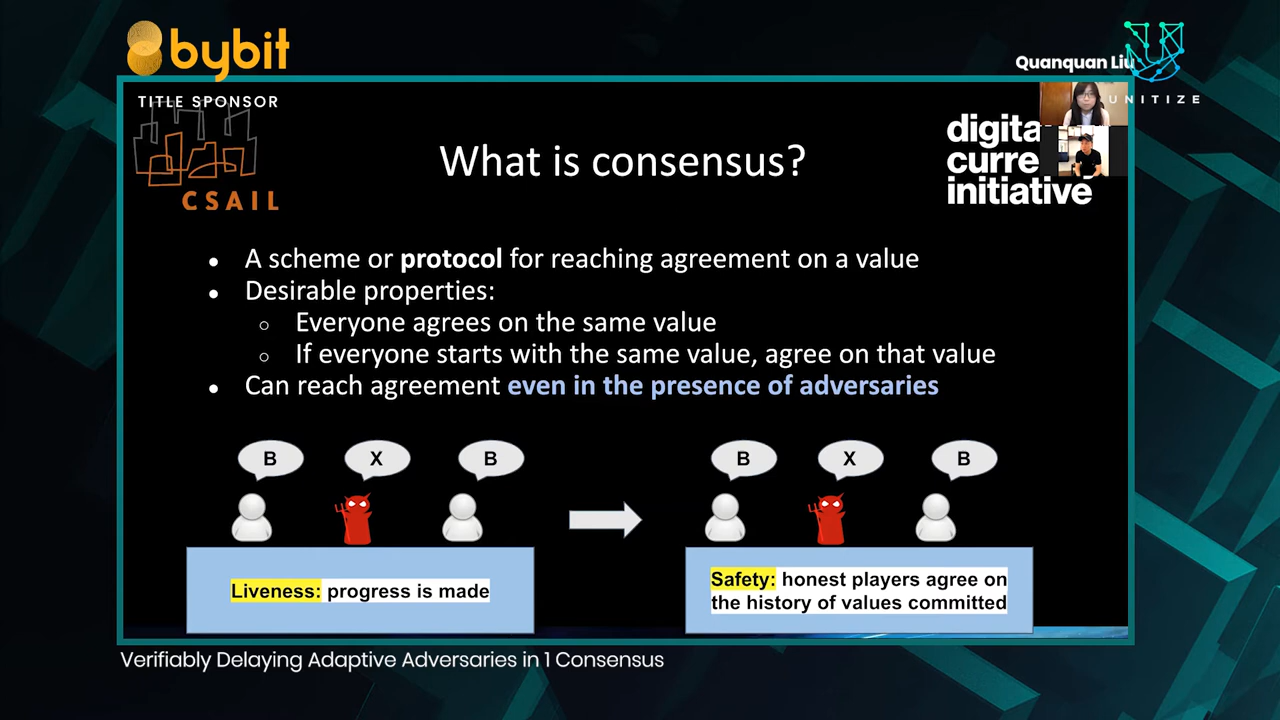 bybit
TITLE SPONSOR
Quanquan Liu
UNITIZE
CSAIL
What is consensus?
digita
curre
initiative
● A scheme or protocol for reaching agreement on a value
● Desirable properties:
○ Everyone agrees on the same value
○ If everyone starts with the same value, agree on that value
● Can reach agreement even in the presence of adversaries
B X B B X B
Liveness: progress is made
Safety: honest players agree on
the history of values committed
Verifiably Delaying Adaptive Adversaries in 1 Consensus